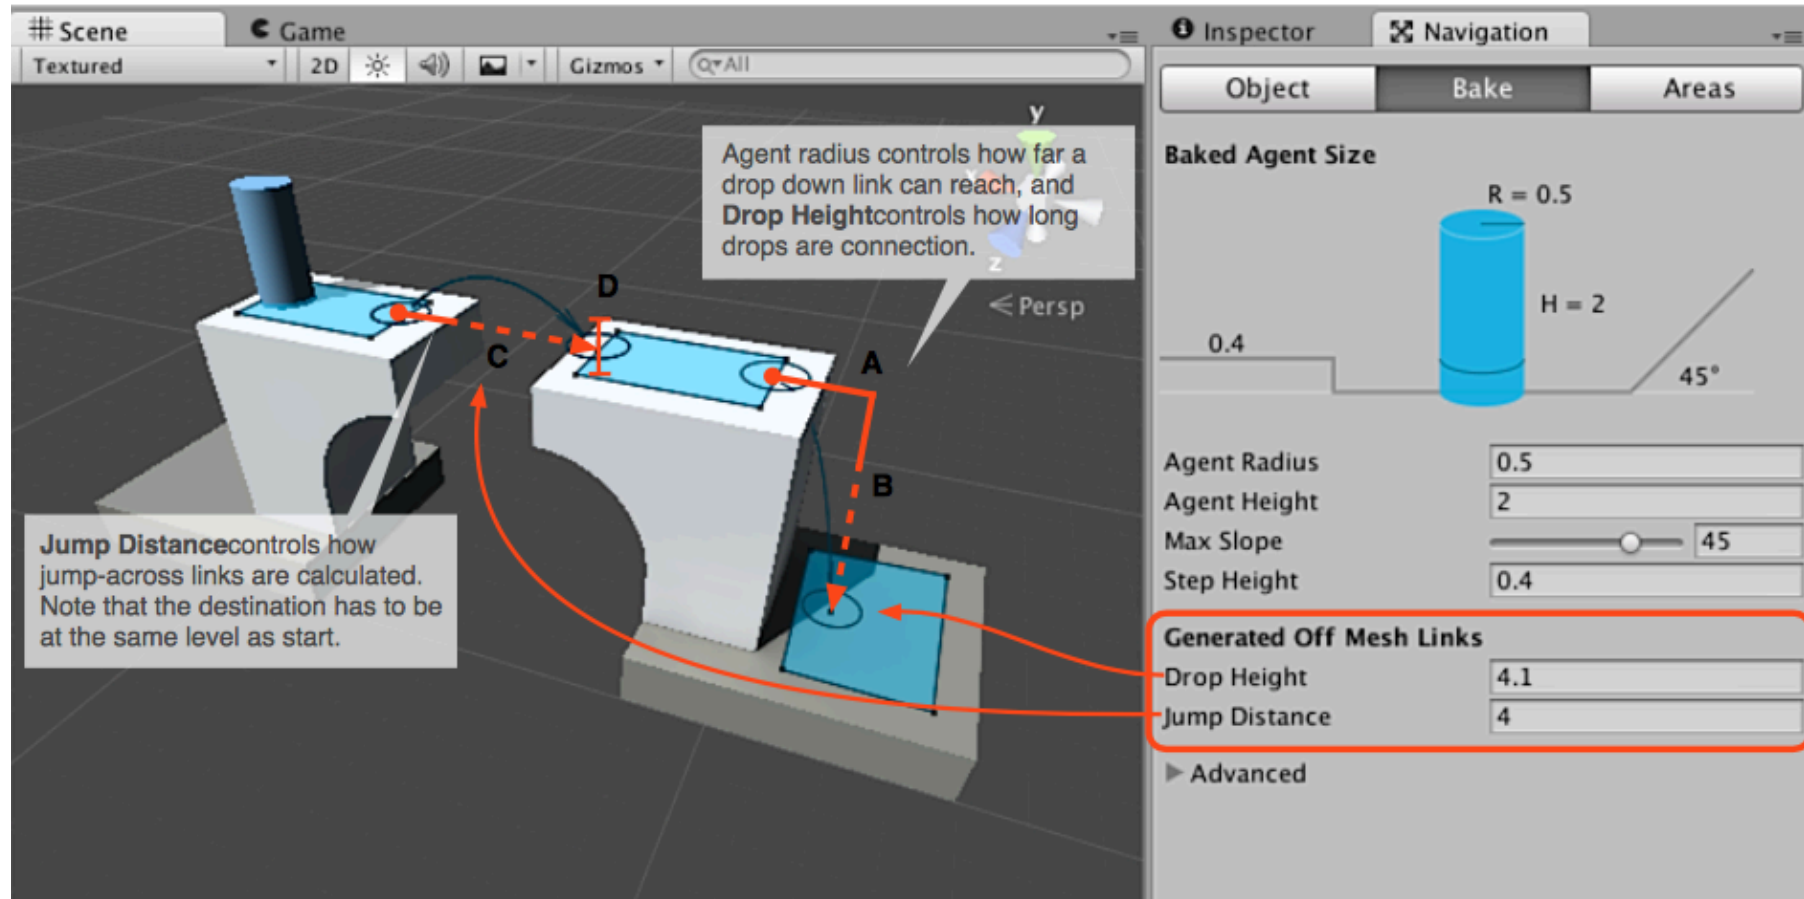 Scene
Game
Textured
2D
Gizmos
All
Agent radius controls how far a
drop down link can reach, and
Drop Heightcontrols how long
drops are connection.
y
x
z
Persp
D
C
A
B
Jump Distancecontrols how
jump-across links are calculated.
Note that the destination has to be
at the same level as start.
Inspector
Navigation
Object
Bake
Areas
Baked Agent Size
R = 0.5
H = 2
0.4
45°
Agent Radius 0.5
Agent Height 2
Max Slope 45
Step Height 0.4
Generated Off Mesh Links
Drop Height 4.1
Jump Distance 4
Advanced